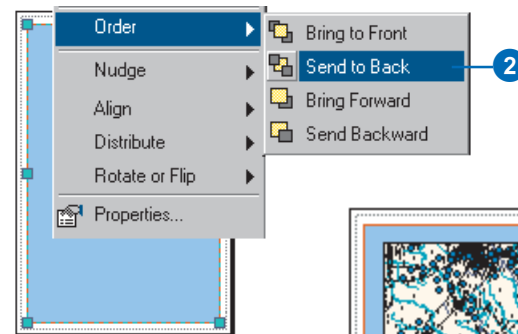 Order
Bring to Front
Nudge
Send to Back
2
Align
Bring Forward
Distribute
Send Backward
Rotate or Flip
Properties...